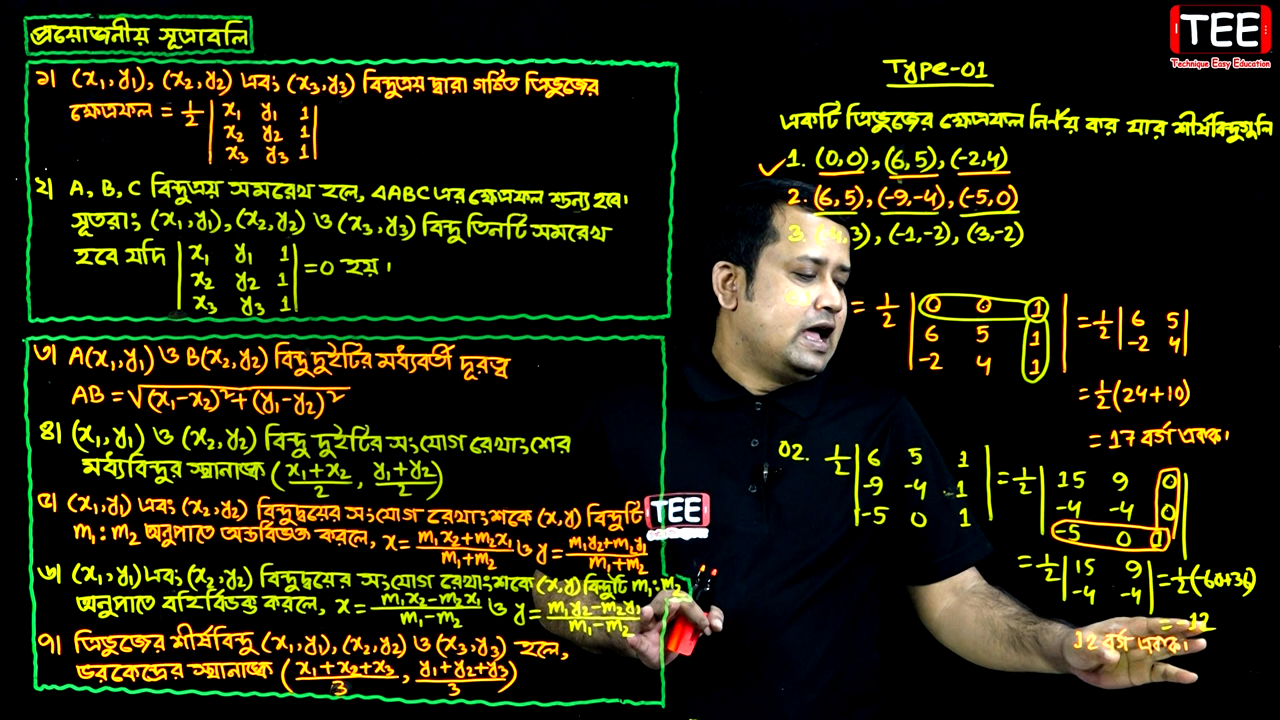 প্রয়োজনীয় সূত্রাবলি
১। (x₁, y₁), (x₂, y₂) এবং (x₃, y₃) বিন্দুত্রয় দ্বারা গঠিত ত্রিভুজের
ক্ষেত্রফল = 1/2 | x₁ y₁ 1 |
x₂ y₂ 1
x₃ y₃ 1
২। A, B, C বিন্দুত্রয় সমরেখ হলে, ΔABC এর ক্ষেত্রফল শূন্য হবে।
সুতরাং (x₁, y₁), (x₂, y₂) ও (x₃, y₃) বিন্দু তিনটি সমরেখ
হবে যদি | x₁ y₁ 1 |
x₂ y₂ 1 | = 0 হয়।
x₃ y₃ 1
৩। A(x₁, y₁) ও B(x₂, y₂) বিন্দু দুইটির মধ্যবর্তী দূরত্ব
AB = √(x₁-x₂)²+(y₁-y₂)²
৪। (x₁, y₁) ও (x₂, y₂) বিন্দু দুইটির সংযোগ রেখাংশের
মধ্যবিন্দুর স্থানাঙ্ক ((x₁+x₂)/2, (y₁+y₂)/2)
৫। (x₁, y₁) এবং (x₂, y₂) বিন্দুদ্বয়ের সংযোগ রেখাংশকে (x, y) বিন্দুটি
m₁ : m₂ অনুপাতে অন্তর্বিভক্ত করলে, x = (m₁x₂+m₂x₁)/(m₁+m₂) ও y = (m₁y₂+m₂y₁)/(m₁+m₂)
৬। (x₁, y₁) এবং (x₂, y₂) বিন্দুদ্বয়ের সংযোগ রেখাংশকে (x, y) বিন্দুটি m₁ : m₂
অনুপাতে বহির্বিভক্ত করলে, x = (m₁x₂-m₂x₁)/(m₁-m₂) ও y = (m₁y₂-m₂y₁)/(m₁-m₂)
৭। ত্রিভুজের শীর্ষবিন্দু (x₁, y₁), (x₂, y₂) ও (x₃, y₃) হলে,
ভরকেন্দ্রের স্থানাঙ্ক ((x₁+x₂+x₃)/3, (y₁+y₂+y₃)/3)
TEE
Technique Easy Education
Type-01
একটি ত্রিভুজের ক্ষেত্রফল নির্ণয় কর যার শীর্ষবিন্দুগুলি
✓ 1. (0,0), (6,5), (-2,4)
2. (6,5), (-9,-4), (-5,0)
3. 3), (-1,-2), (3,-2)
= 1/2 | 0 0 1 | = 1/2 | 6 5 |
6 5 1 | -2 4 |
-2 4 1
= 1/2 (24+10)
= 17 বর্গ একক।
02. 1/2 | 6 5 1 | = 1/2 | 15 9 0 |
-9 -4 1 | -4 -4 0 |
-5 0 1 | -5 0 1 |
= 1/2 | 15 9 | = 1/2 (-60+36)
-4 -4
= -12
12 বর্গ একক।
TEE